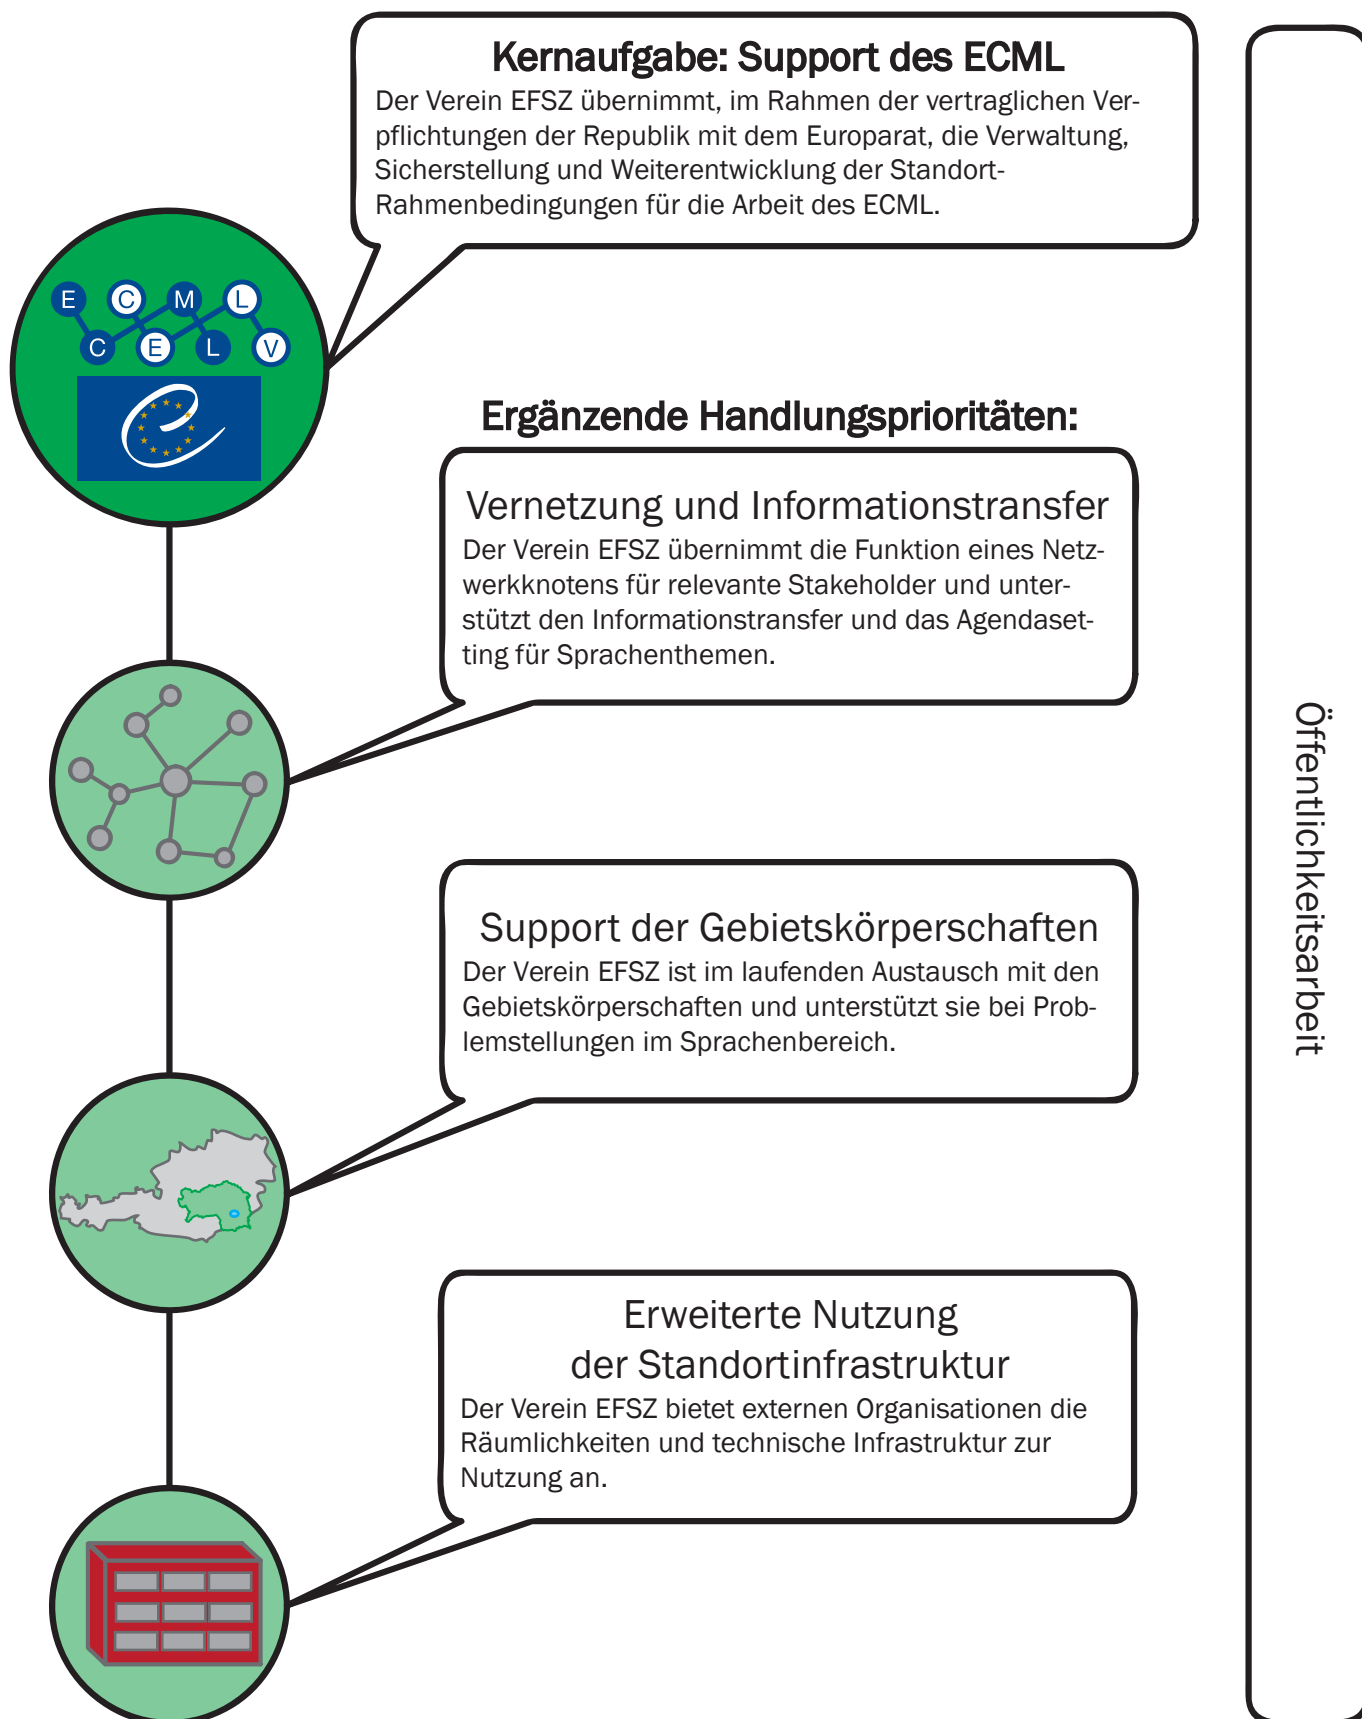 Kernaufgabe: Support des ECML
Der Verein EFSZ übernimmt, im Rahmen der vertraglichen Ver-
pflichtungen der Republik mit dem Europarat, die Verwaltung,
Sicherstellung und Weiterentwicklung der Standort-
Rahmenbedingungen für die Arbeit des ECML.
E C M L
C E L V
Ergänzende Handlungsprioritäten:
Vernetzung und Informationstransfer
Der Verein EFSZ übernimmt die Funktion eines Netz-
werkknotens für relevante Stakeholder und unter-
stützt den Informationstransfer und das Agendaset-
ting für Sprachenthemen.
Support der Gebietskörperschaften
Der Verein EFSZ ist im laufenden Austausch mit den
Gebietskörperschaften und unterstützt sie bei Prob-
lemstellungen im Sprachenbereich.
Erweiterte Nutzung
der Standortinfrastruktur
Der Verein EFSZ bietet externen Organisationen die
Räumlichkeiten und technische Infrastruktur zur
Nutzung an.
Öffentlichkeitsarbeit